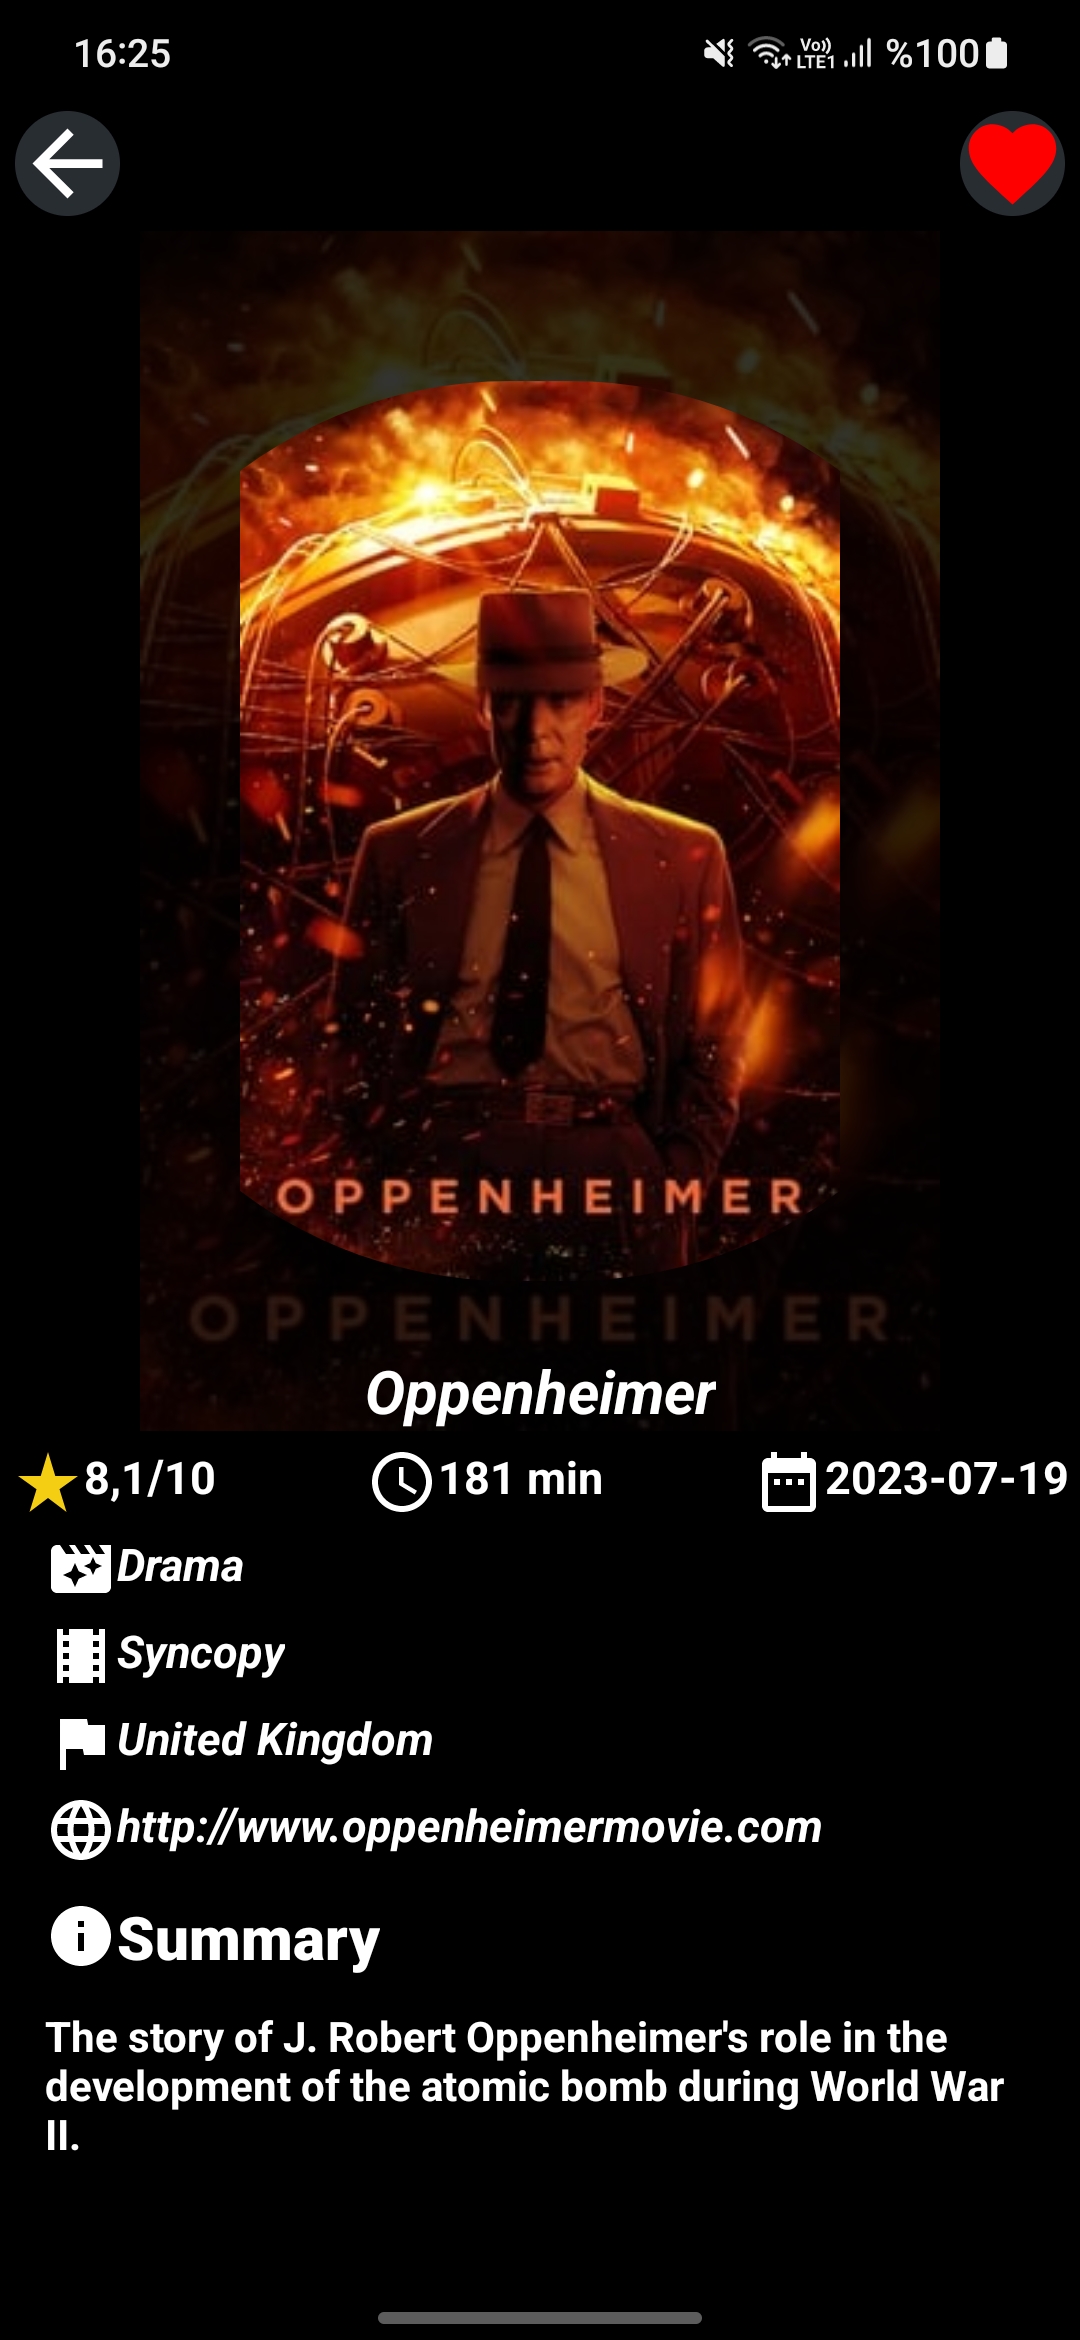 16:25
Vo))
LTE1
%100
OPPENHEIMER
OPPENHEIMER
Oppenheimer
8,1/10
181 min
2023-07-19
Drama
Syncopy
United Kingdom
http://www.oppenheimermovie.com
Summary
The story of J. Robert Oppenheimer's role in the
development of the atomic bomb during World War
II.